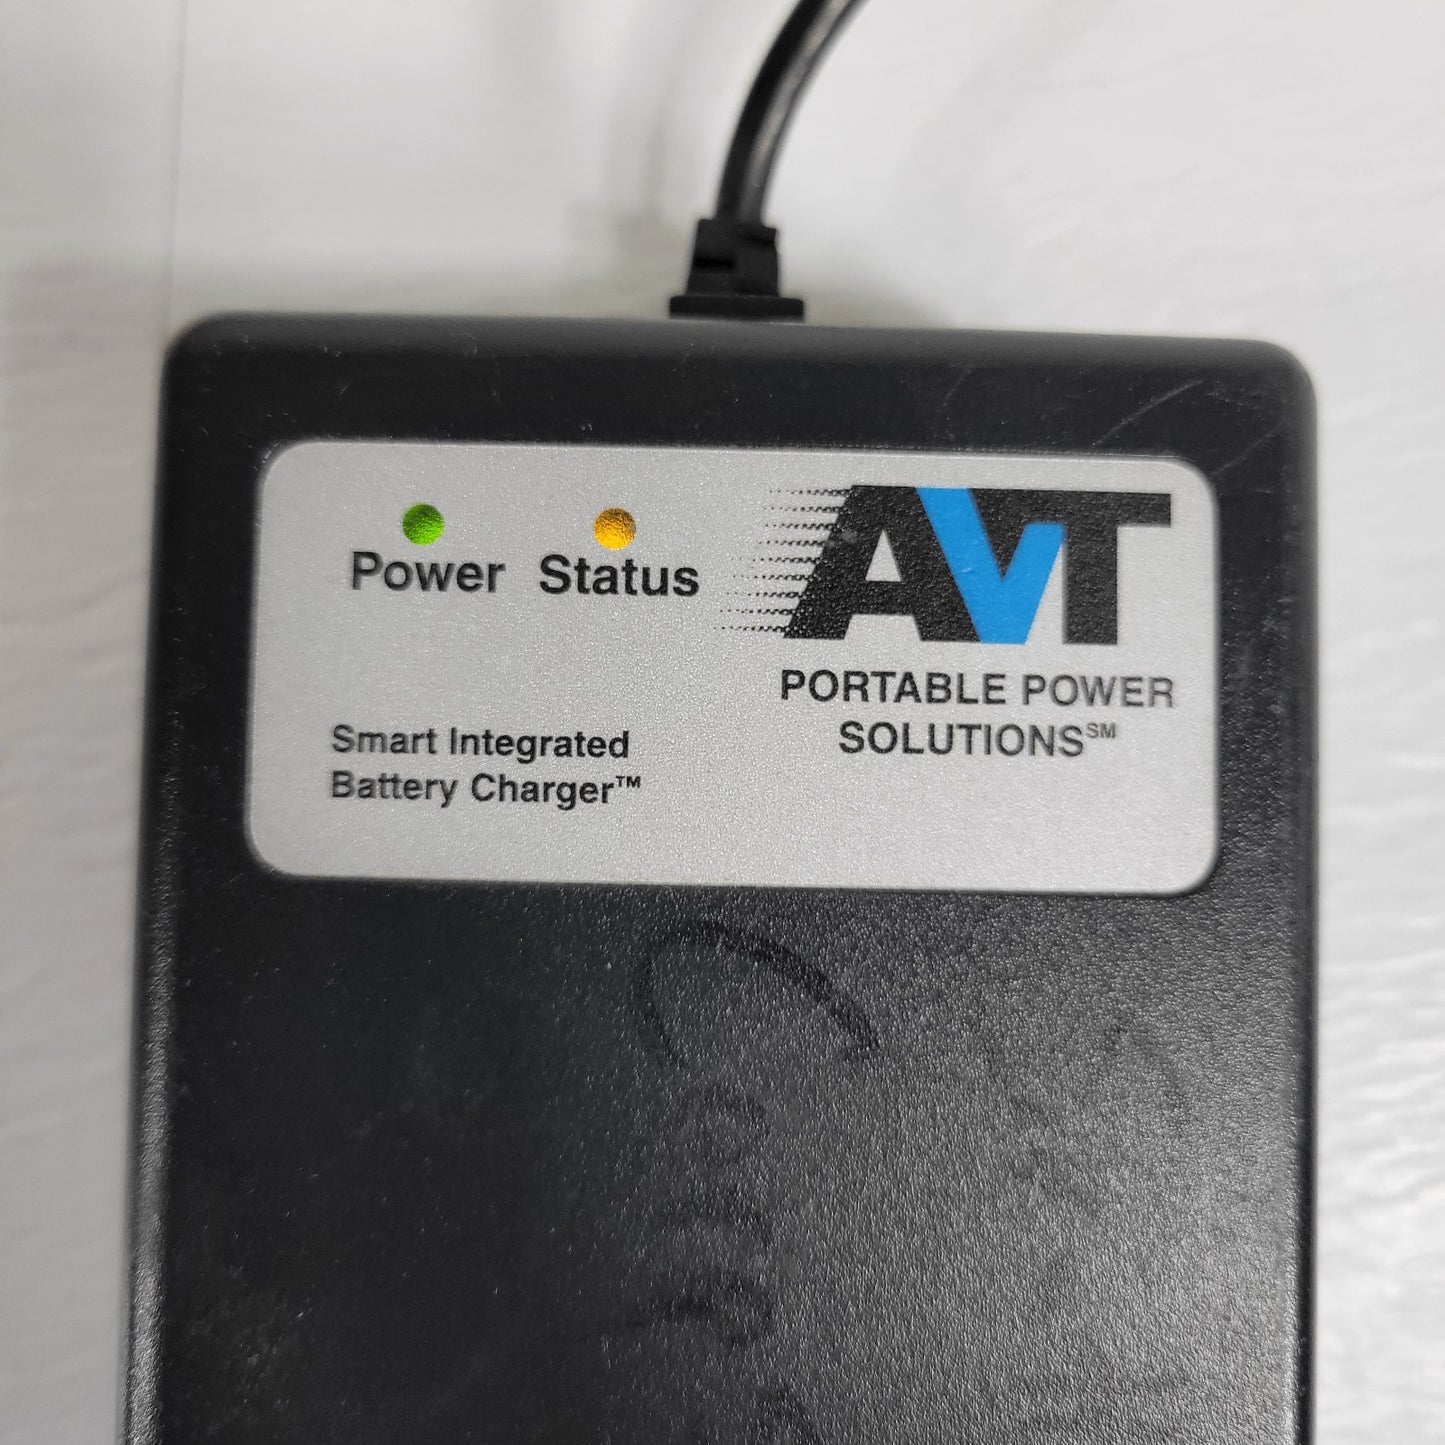 Power Status
AVT
PORTABLE POWER
SOLUTIONS℠
Smart Integrated
Battery Charger™